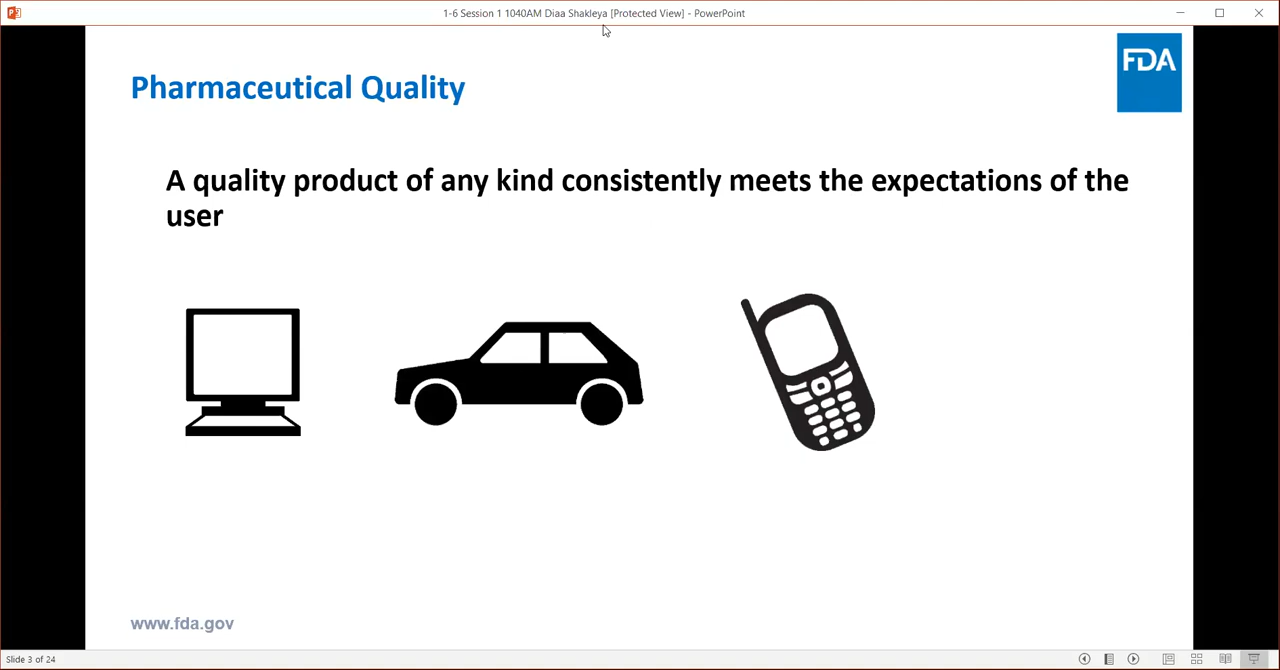 1-6 Session 1 1040AM Diaa Shakleya [Protected View] - PowerPoint
FDA
Pharmaceutical Quality
A quality product of any kind consistently meets the expectations of the
user
www.fda.gov
Slide 3 of 24